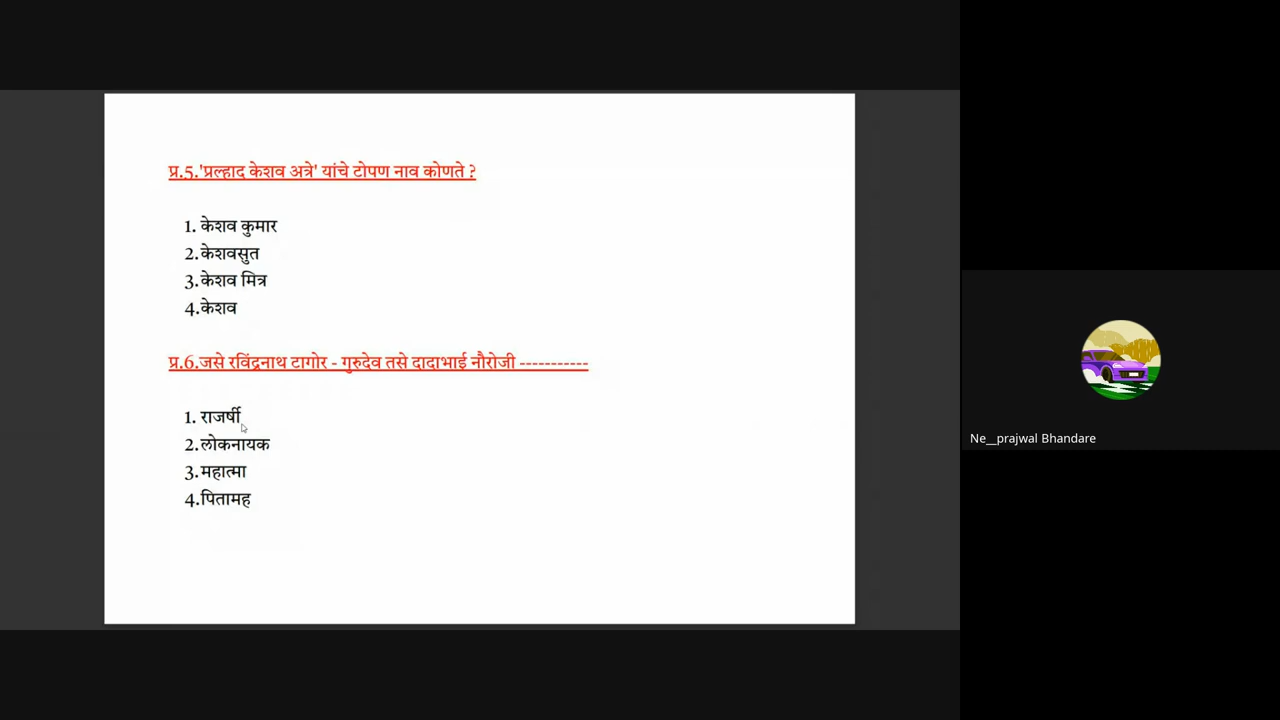 प्र.5.'प्रल्हाद केशव अत्रे' यांचे टोपण नाव कोणते ?
1. केशव कुमार
2.केशवसुत
3.केशव मित्र
4.केशव
प्र.6.जसे रविंद्रनाथ टागोर - गुरुदेव तसे दादाभाई नौरोजी -----------
1. राजर्षी
2.लोकनायक
3.महात्मा
4.पितामह
Ne__prajwal Bhandare